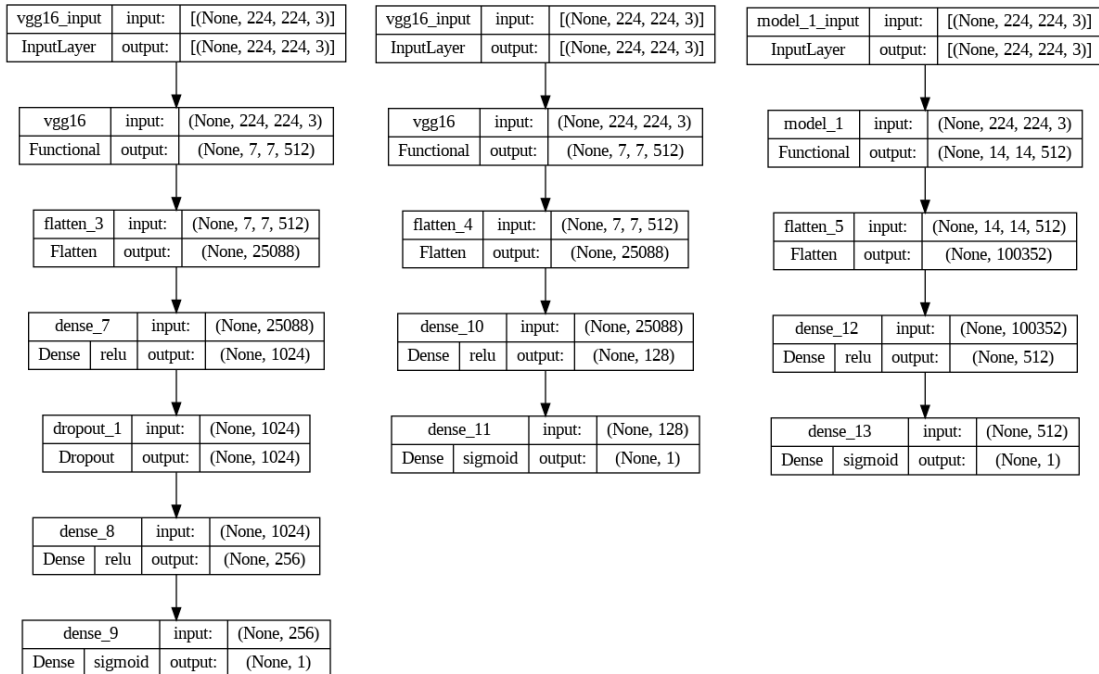 vgg16_input input: [(None, 224, 224, 3)]
InputLayer output: [(None, 224, 224, 3)]
vgg16 input: (None, 224, 224, 3)
Functional output: (None, 7, 7, 512)
flatten_3 input: (None, 7, 7, 512)
Flatten output: (None, 25088)
dense_7 input: (None, 25088)
Dense relu output: (None, 1024)
dropout_1 input: (None, 1024)
Dropout output: (None, 1024)
dense_8 input: (None, 1024)
Dense relu output: (None, 256)
dense_9 input: (None, 256)
Dense sigmoid output: (None, 1)
vgg16_input input: [(None, 224, 224, 3)]
InputLayer output: [(None, 224, 224, 3)]
vgg16 input: (None, 224, 224, 3)
Functional output: (None, 7, 7, 512)
flatten_4 input: (None, 7, 7, 512)
Flatten output: (None, 25088)
dense_10 input: (None, 25088)
Dense relu output: (None, 128)
dense_11 input: (None, 128)
Dense sigmoid output: (None, 1)
model_1_input input: [(None, 224, 224, 3)]
InputLayer output: [(None, 224, 224, 3)]
model_1 input: (None, 224, 224, 3)
Functional output: (None, 14, 14, 512)
flatten_5 input: (None, 14, 14, 512)
Flatten output: (None, 100352)
dense_12 input: (None, 100352)
Dense relu output: (None, 512)
dense_13 input: (None, 512)
Dense sigmoid output: (None, 1)